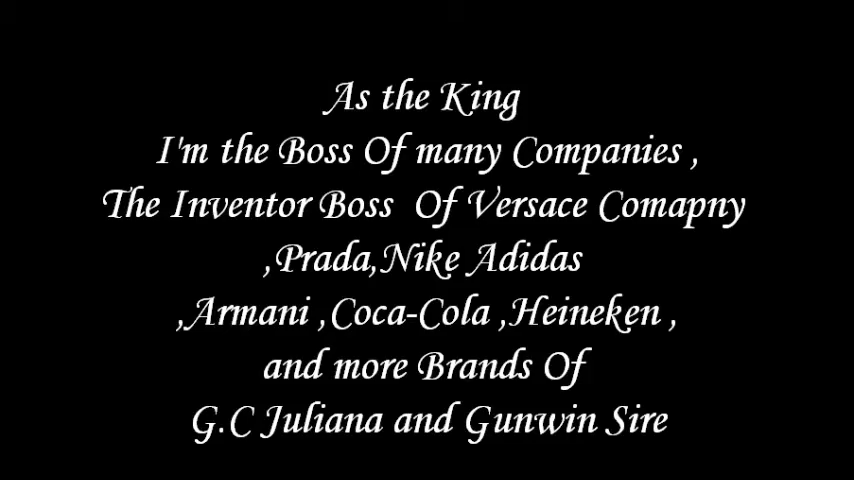 As the King
I'm the Boss Of many Companies ,
The Inventor Boss Of Versace Comapny
,Prada,Nike Adidas
,Armani ,Coca-Cola ,Heineken ,
and more Brands Of
G.C Juliana and Gunwin Sire